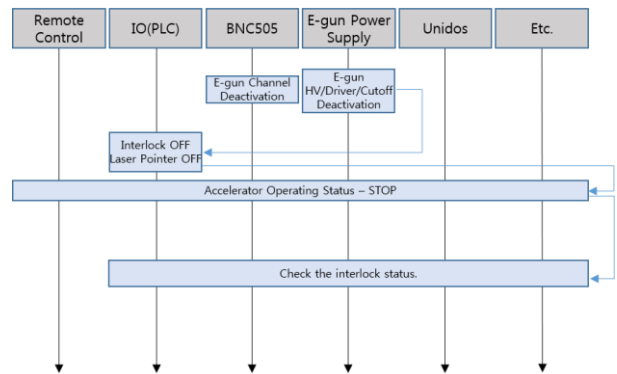 Remote
Control
IO(PLC)
BNC505
E-gun Power
Supply
Unidos
Etc.
E-gun Channel
Deactivation
E-gun
HV/Driver/Cutoff
Deactivation
Interlock OFF
Laser Pointer OFF
Accelerator Operating Status – STOP
Check the interlock status.